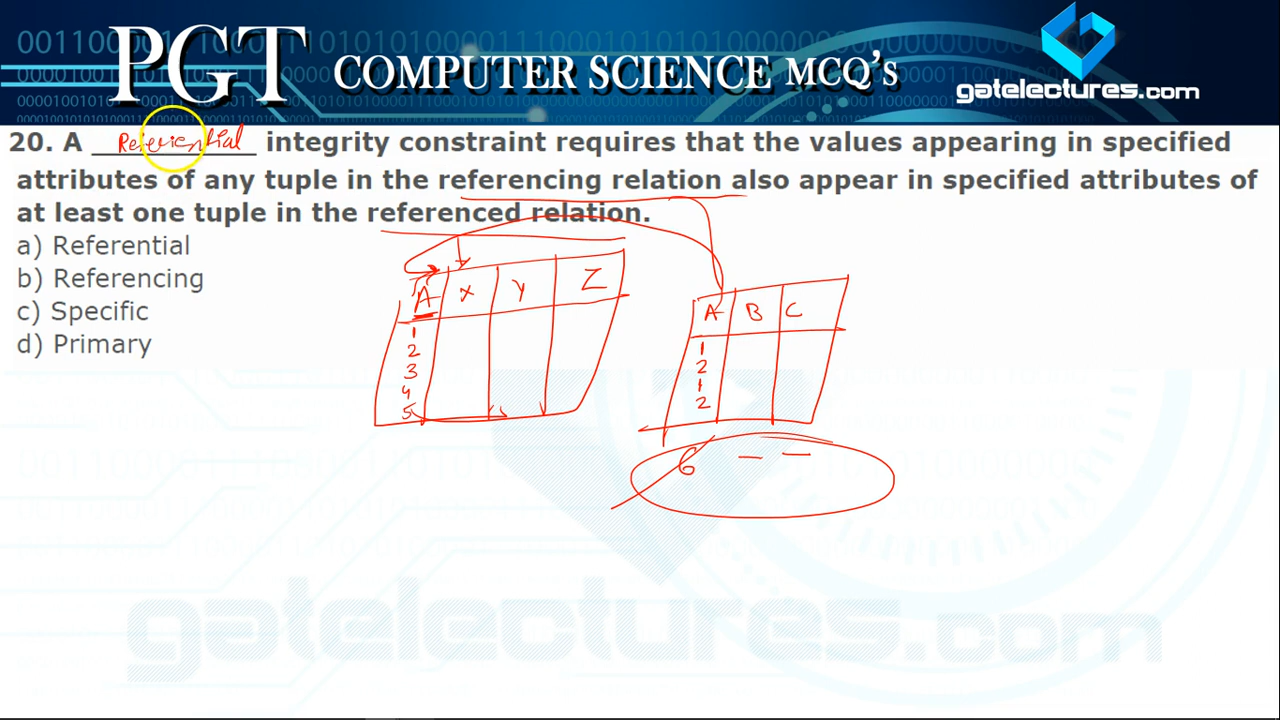 PGT COMPUTER SCIENCE MCQ's
gatelectures.com
20. A Referential integrity constraint requires that the values appearing in specified
attributes of any tuple in the referencing relation also appear in specified attributes of
at least one tuple in the referenced relation.
a) Referential
b) Referencing
c) Specific
d) Primary
A X Y Z
1
2
3
4
5
A B C
1
2
1
2
6 — —
gatelectures.com